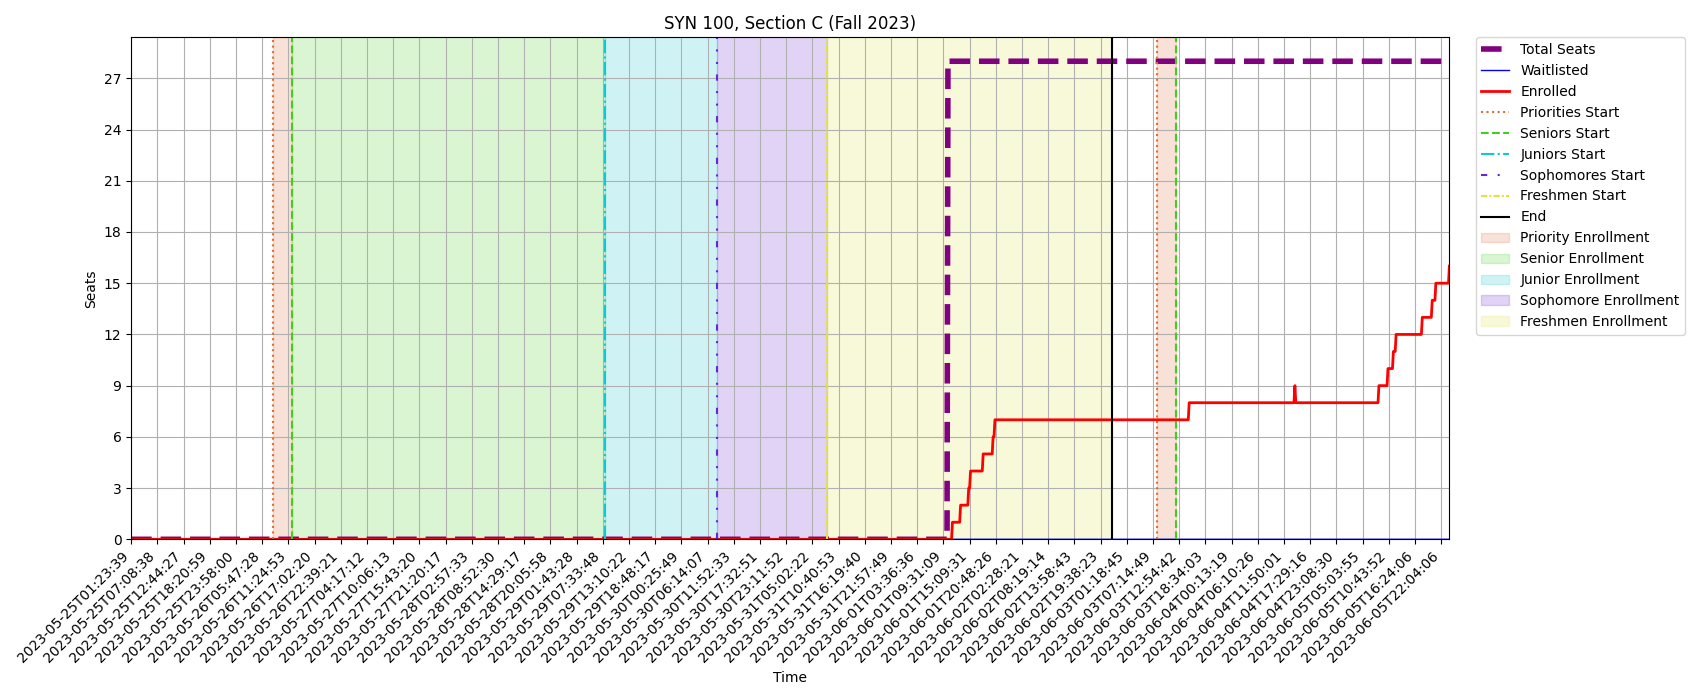 SYN 100, Section C (Fall 2023)
Seats
27
24
21
18
15
12
9
6
3
0
2023-05-25T01:23:39
2023-05-25T07:08:38
2023-05-25T12:44:27
2023-05-25T18:20:59
2023-05-25T23:58:00
2023-05-26T05:47:28
2023-05-26T11:24:53
2023-05-26T17:02:20
2023-05-26T22:39:21
2023-05-27T04:17:12
2023-05-27T10:06:13
2023-05-27T15:43:20
2023-05-27T21:20:17
2023-05-28T02:57:33
2023-05-28T08:52:30
2023-05-28T14:29:17
2023-05-28T20:05:58
2023-05-29T01:43:28
2023-05-29T07:33:48
2023-05-29T13:10:22
2023-05-29T18:48:17
2023-05-30T00:25:49
2023-05-30T06:14:07
2023-05-30T11:52:33
2023-05-30T17:32:51
2023-05-30T23:11:52
2023-05-31T05:02:22
2023-05-31T10:40:53
2023-05-31T16:19:40
2023-05-31T21:57:49
2023-06-01T03:36:36
2023-06-01T09:31:09
2023-06-01T15:09:31
2023-06-01T20:48:26
2023-06-02T02:28:21
2023-06-02T08:19:14
2023-06-02T13:58:43
2023-06-02T19:38:23
2023-06-03T01:18:45
2023-06-03T07:14:49
2023-06-03T12:54:42
2023-06-03T18:34:03
2023-06-04T00:13:19
2023-06-04T06:10:26
2023-06-04T11:50:01
2023-06-04T17:29:16
2023-06-04T23:08:30
2023-06-05T05:03:55
2023-06-05T10:43:52
2023-06-05T16:24:06
2023-06-05T22:04:06
Time
Total Seats
Waitlisted
Enrolled
Priorities Start
Seniors Start
Juniors Start
Sophomores Start
Freshmen Start
End
Priority Enrollment
Senior Enrollment
Junior Enrollment
Sophomore Enrollment
Freshmen Enrollment